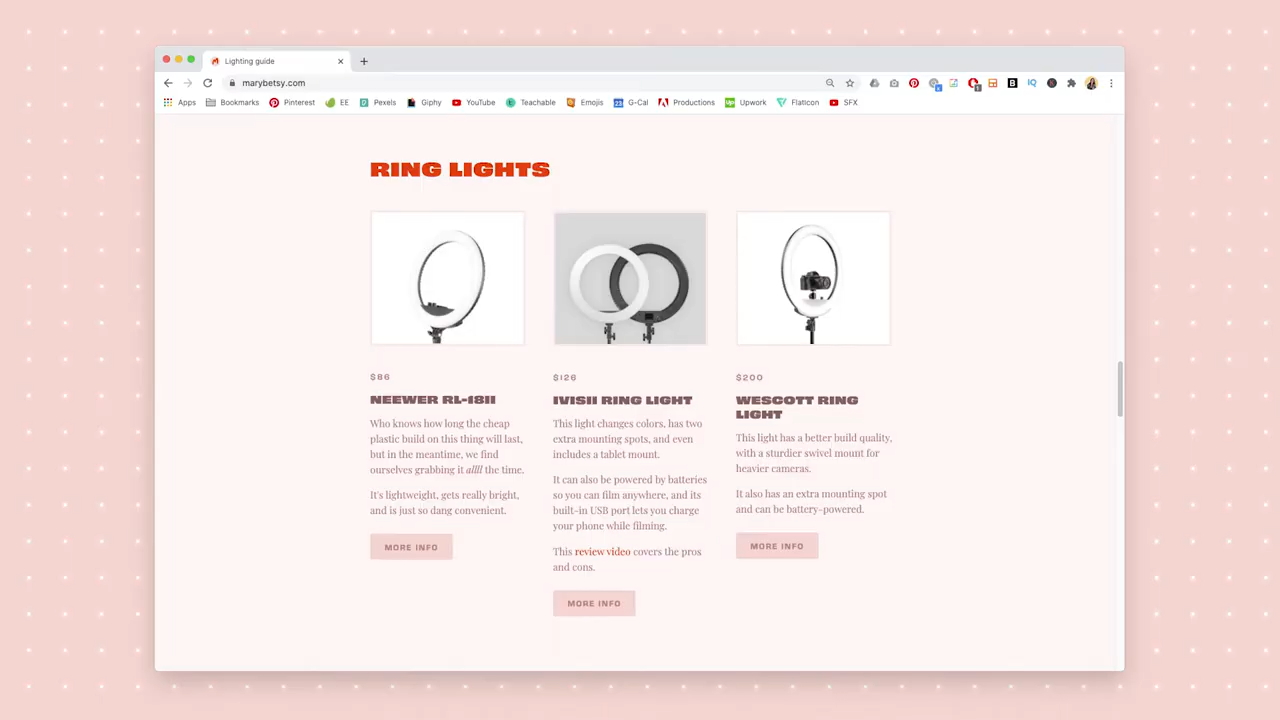 Lighting guide
marybetsy.com
Apps Bookmarks Pinterest EE Pexels Giphy YouTube Teachable Emojis G-Cal Productions Upwork Flaticon SFX
RING LIGHTS
$86
NEEWER RL-18II
Who knows how long the cheap
plastic build on this thing will last,
but in the meantime, we find
ourselves grabbing it allll the time.
It's lightweight, gets really bright,
and is just so dang convenient.
MORE INFO
$126
IVISII RING LIGHT
This light changes colors, has two
extra mounting spots, and even
includes a tablet mount.
It can also be powered by batteries
so you can film anywhere, and its
built-in USB port lets you charge
your phone while filming.
This review video covers the pros
and cons.
MORE INFO
$200
WESCOTT RING
LIGHT
This light has a better build quality,
with a sturdier swivel mount for
heavier cameras.
It also has an extra mounting spot
and can be battery-powered.
MORE INFO